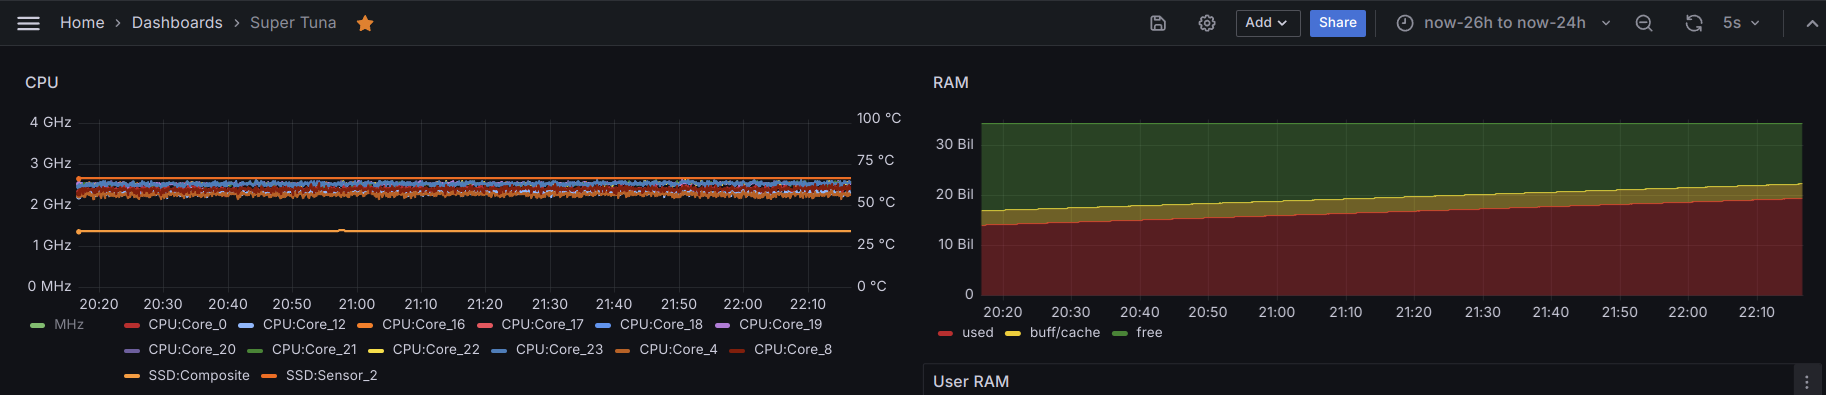 Home > Dashboards > Super Tuna
Add
Share
now-26h to now-24h
5s
CPU
4 GHz
3 GHz
2 GHz
1 GHz
0 MHz
100 °C
75 °C
50 °C
25 °C
0 °C
20:20 20:30 20:40 20:50 21:00 21:10 21:20 21:30 21:40 21:50 22:00 22:10
MHz CPU:Core_0 CPU:Core_12 CPU:Core_16 CPU:Core_17 CPU:Core_18 CPU:Core_19
CPU:Core_20 CPU:Core_21 CPU:Core_22 CPU:Core_23 CPU:Core_4 CPU:Core_8
SSD:Composite SSD:Sensor_2
RAM
30 Bil
20 Bil
10 Bil
0
20:20 20:30 20:40 20:50 21:00 21:10 21:20 21:30 21:40 21:50 22:00 22:10
used buff/cache free
User RAM